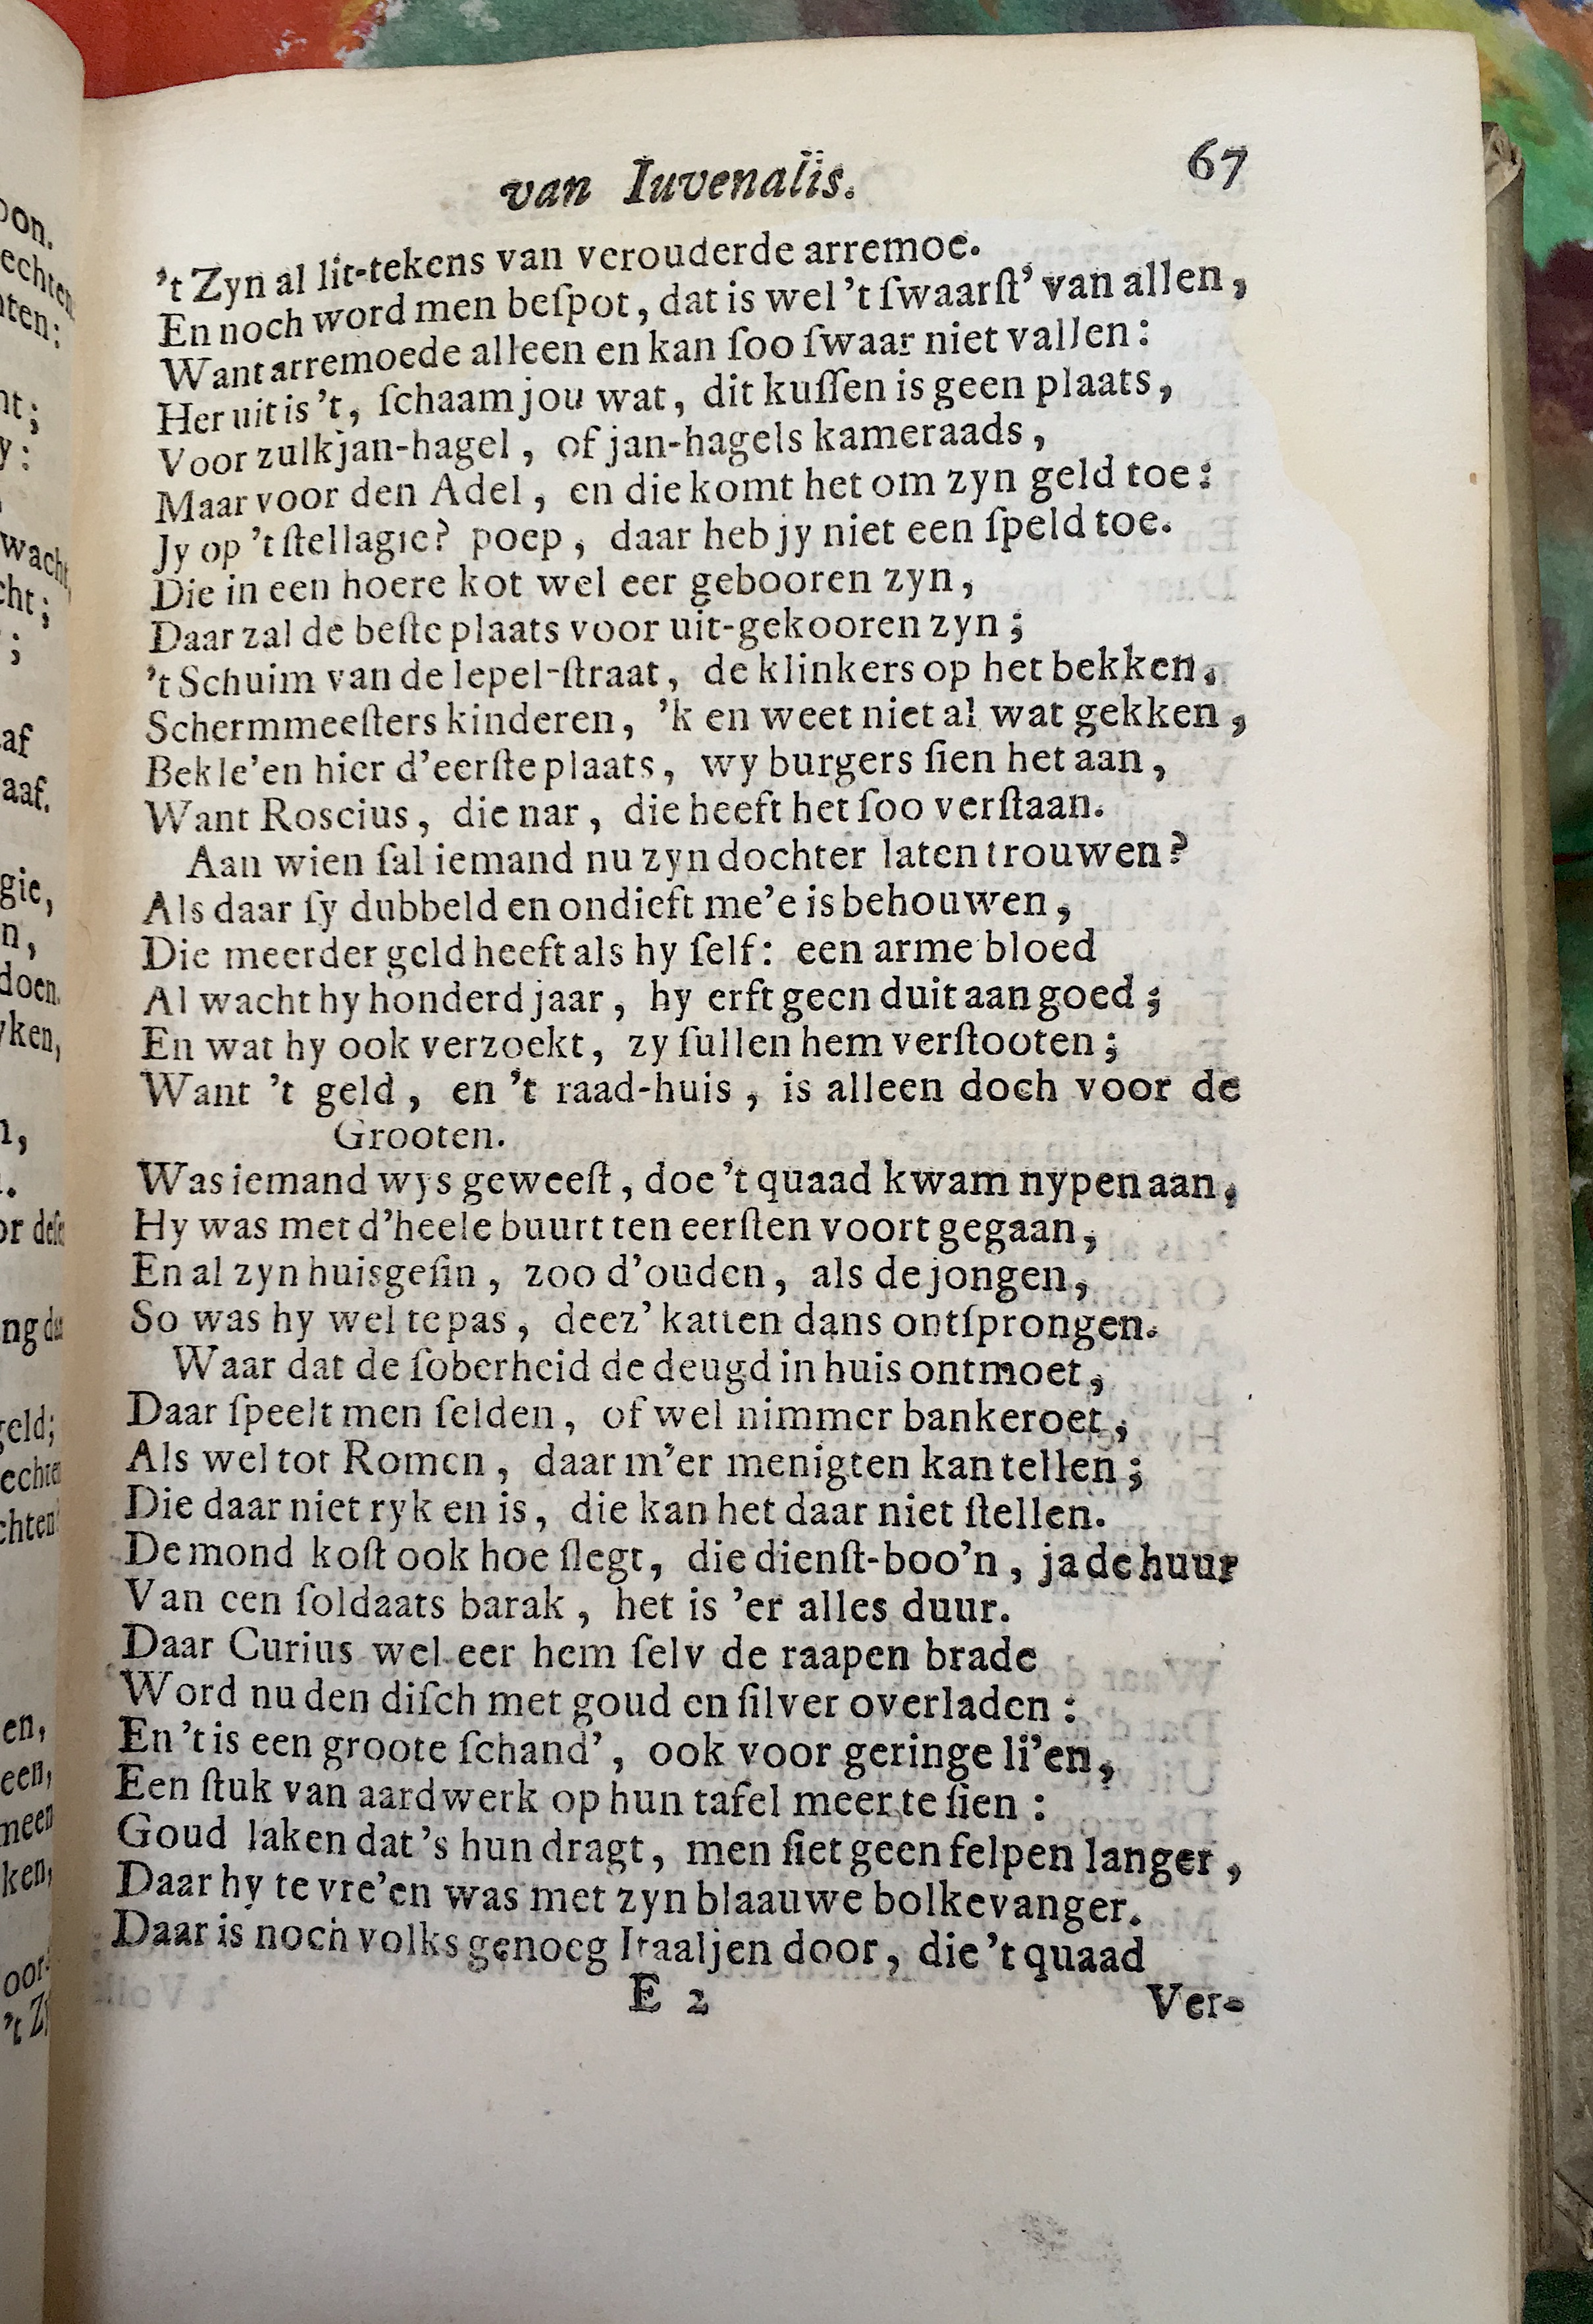 van Iuvenalis.
67
't Zyn al lit-tekens van verouderde arremoe.
En noch word men beſpot, dat is wel 't ſwaarſt' van allen,
Want arremoede alleen en kan ſoo ſwaar niet vallen:
Her uit is 't, ſchaam jou wat, dit kuſſen is geen plaats,
Voor zulk jan-hagel, of jan-hagels kameraads,
Maar voor den Adel, en die komt het om zyn geld toe:
Jy op 't ſtellagie? poep, daar heb jy niet een ſpeld toe.
Die in een hoere kot wel eer gebooren zyn,
Daar zal de beſte plaats voor uit-gekooren zyn;
't Schuim van de lepel-ſtraat, de klinkers op het bekken,
Schermmeeſters kinderen, 'k en weet niet al wat gekken,
Bekle'en hier d'eerſte plaats, wy burgers ſien het aan,
Want Roscius, die nar, die heeft het ſoo verſtaan.
Aan wien ſal iemand nu zyn dochter laten trouwen?
Als daar ſy dubbeld en ondieft me'e is behouwen,
Die meerder geld heeft als hy ſelf: een arme bloed
Al wacht hy honderd jaar, hy erft geen duit aan goed;
En wat hy ook verzoekt, zy ſullen hem verſtooten;
Want 't geld, en 't raad-huis, is alleen doch voor de
Grooten.
Was iemand wys geweeſt, doe 't quaad kwam nypen aan,
Hy was met d'heele buurt ten eerſten voort gegaan,
En al zyn huisgeſin, zoo d'ouden, als de jongen,
So was hy wel te pas, deez' katten dans ontſprongen.
Waar dat de ſoberheid de deugd in huis ontmoet,
Daar ſpeelt men ſelden, of wel nimmer bankeroet,
Als wel tot Romen, daar m'er menigten kan tellen;
Die daar niet ryk en is, die kan het daar niet ſtellen.
De mond koſt ook hoe ſlegt, die dienſt-boo'n, ja de huur
Van een ſoldaats barak, het is 'er alles duur.
Daar Curius wel eer hem ſelv de raapen brade
Word nu den diſch met goud en ſilver overladen:
En 't is een groote ſchand', ook voor geringe li'en,
Een ſtuk van aardwerk op hun tafel meer te ſien:
Goud laken dat 's hun dragt, men ſiet geen felpen langer,
Daar hy te vre'en was met zyn blaauwe bolkevanger.
Daar is noch volks genoeg Itaaljen door, die 't quaad
E 2
Ver-